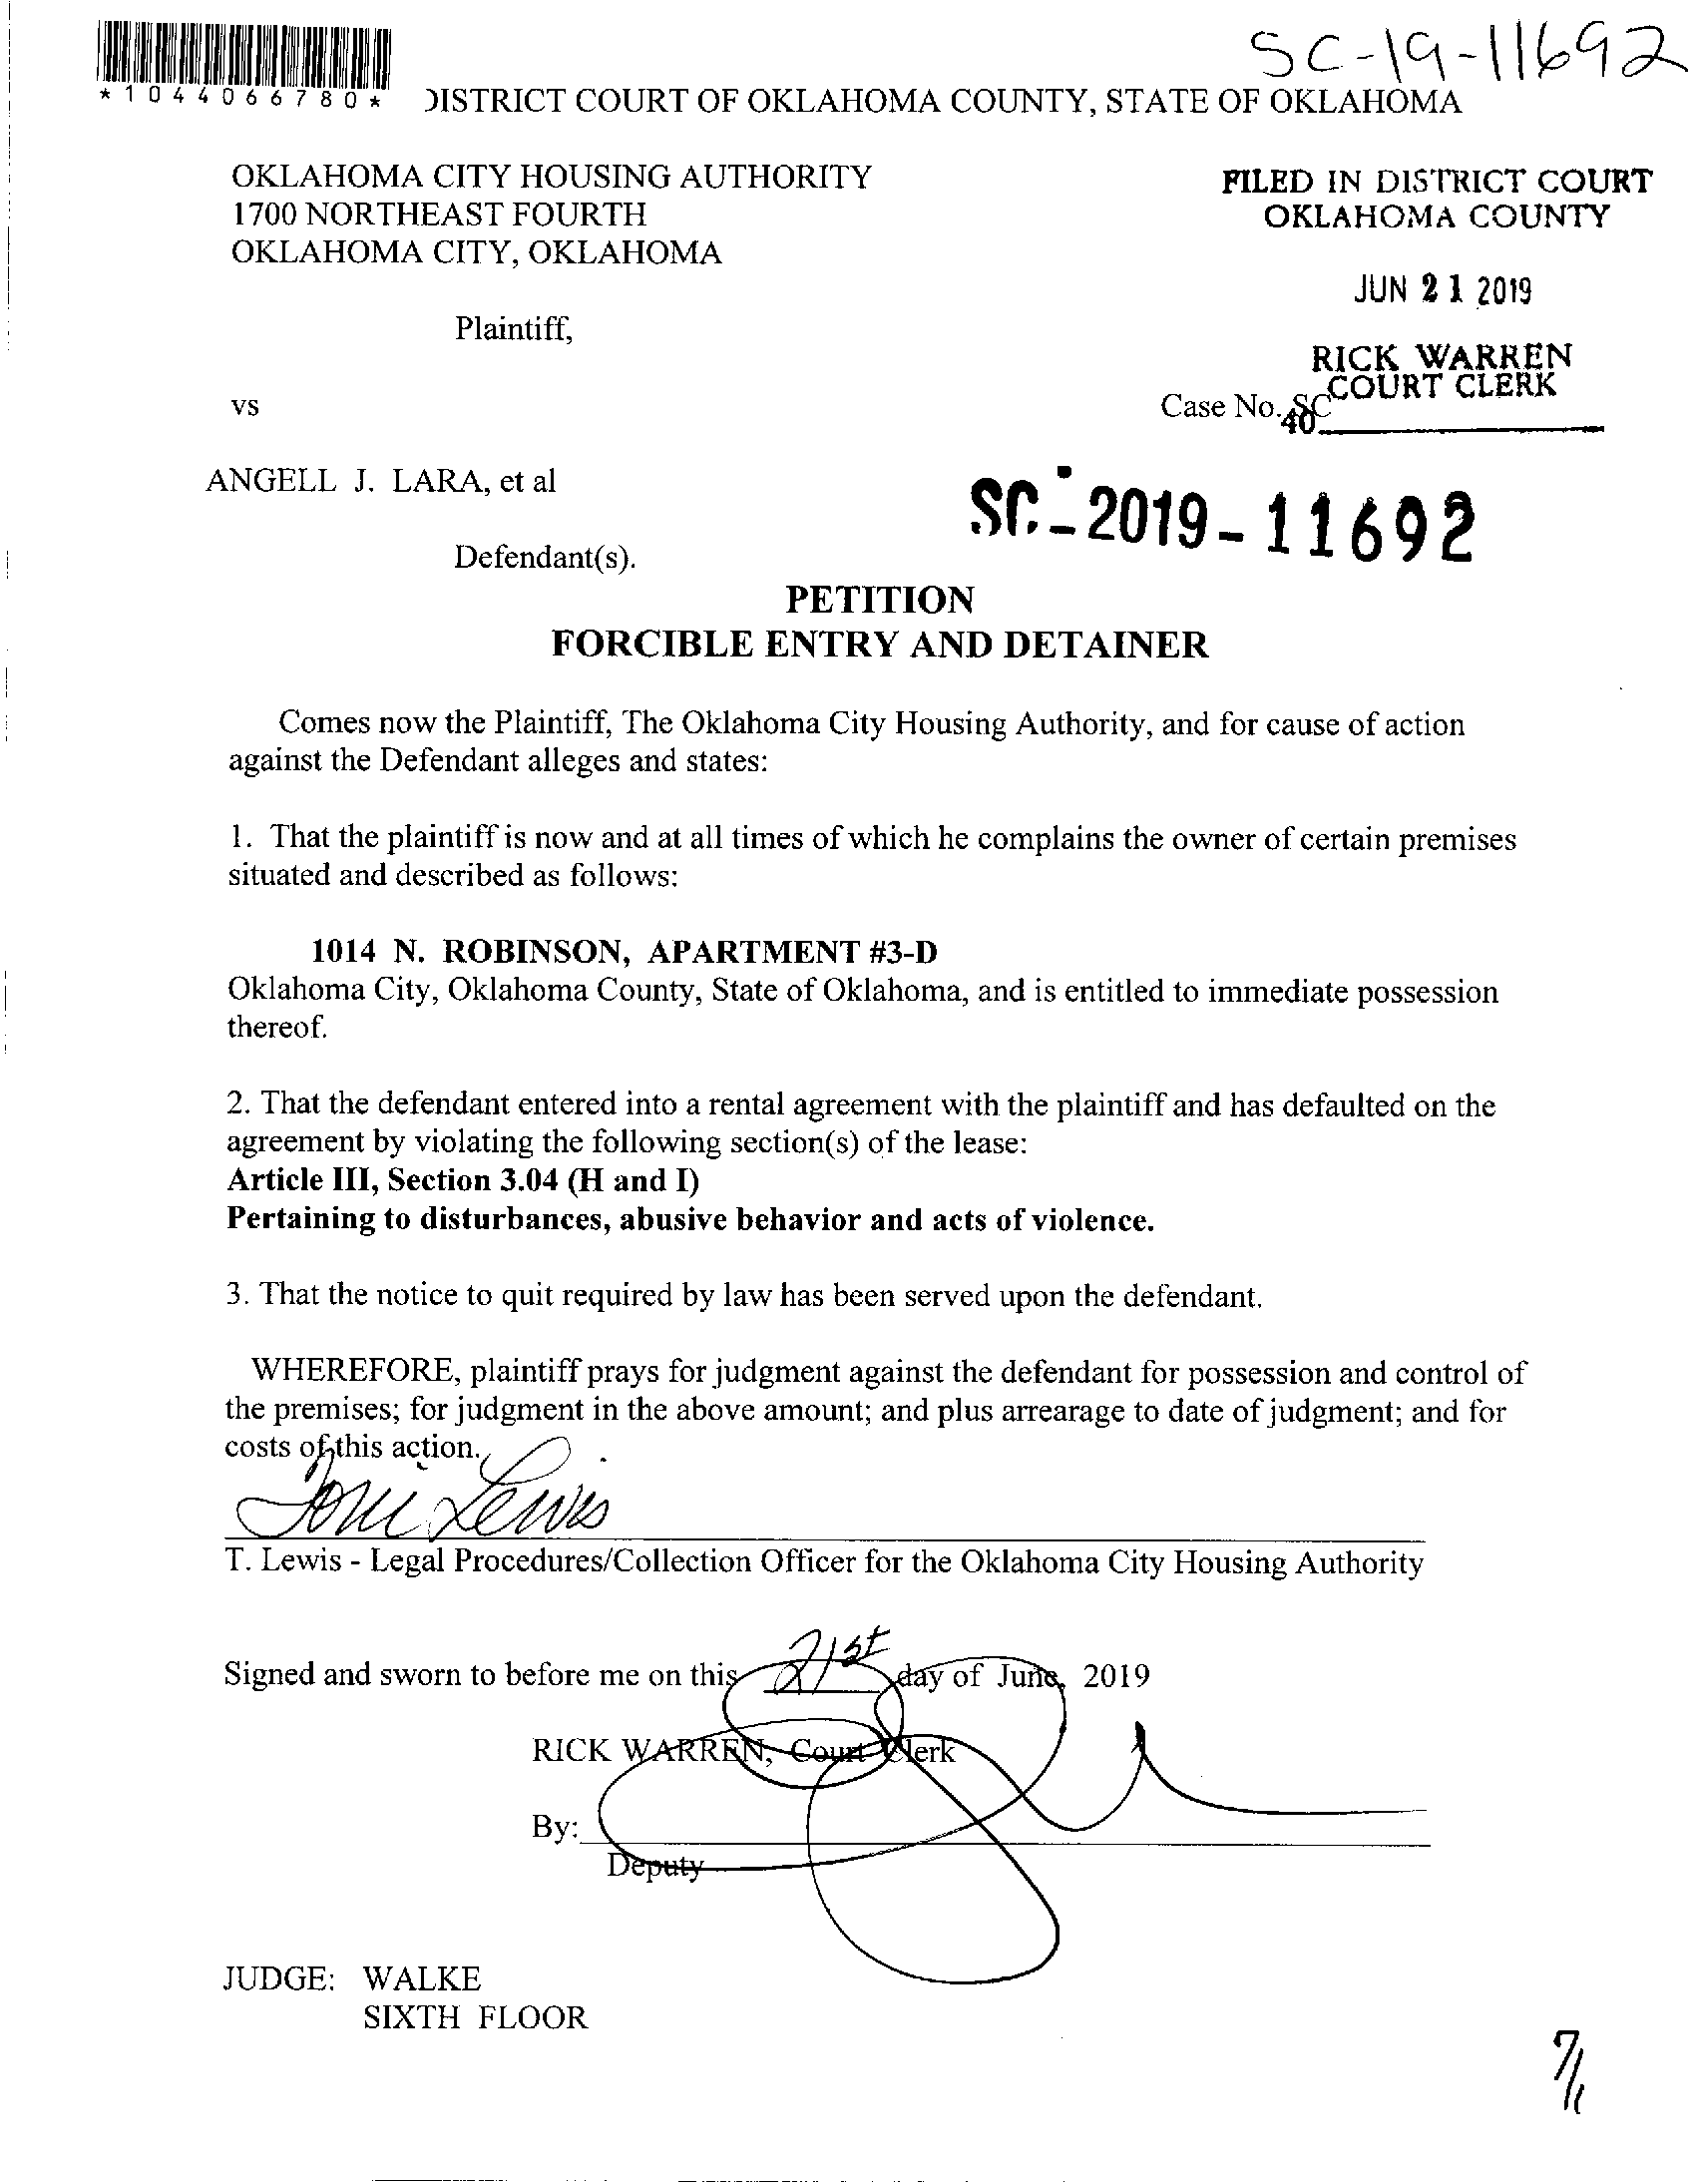 SC-19-11692
*1044066780*
DISTRICT COURT OF OKLAHOMA COUNTY, STATE OF OKLAHOMA
OKLAHOMA CITY HOUSING AUTHORITY
1700 NORTHEAST FOURTH
OKLAHOMA CITY, OKLAHOMA
FILED IN DISTRICT COURT
OKLAHOMA COUNTY
JUN 21 2019
Plaintiff,
RICK WARREN
COURT CLERK
vs
Case No. SC
40
ANGELL J. LARA, et al
SC-2019-11692
Defendant(s).
PETITION
FORCIBLE ENTRY AND DETAINER
Comes now the Plaintiff, The Oklahoma City Housing Authority, and for cause of action
against the Defendant alleges and states:
1. That the plaintiff is now and at all times of which he complains the owner of certain premises
situated and described as follows:
1014 N. ROBINSON, APARTMENT #3-D
Oklahoma City, Oklahoma County, State of Oklahoma, and is entitled to immediate possession
thereof.
2. That the defendant entered into a rental agreement with the plaintiff and has defaulted on the
agreement by violating the following section(s) of the lease:
Article III, Section 3.04 (H and I)
Pertaining to disturbances, abusive behavior and acts of violence.
3. That the notice to quit required by law has been served upon the defendant.
WHEREFORE, plaintiff prays for judgment against the defendant for possession and control of
the premises; for judgment in the above amount; and plus arrearage to date of judgment; and for
costs of this action.
Toni Lewis
T. Lewis - Legal Procedures/Collection Officer for the Oklahoma City Housing Authority
Signed and sworn to before me on this 21st day of June, 2019
RICK WARREN, Court Clerk
By:
Deputy
JUDGE: WALKE
SIXTH FLOOR